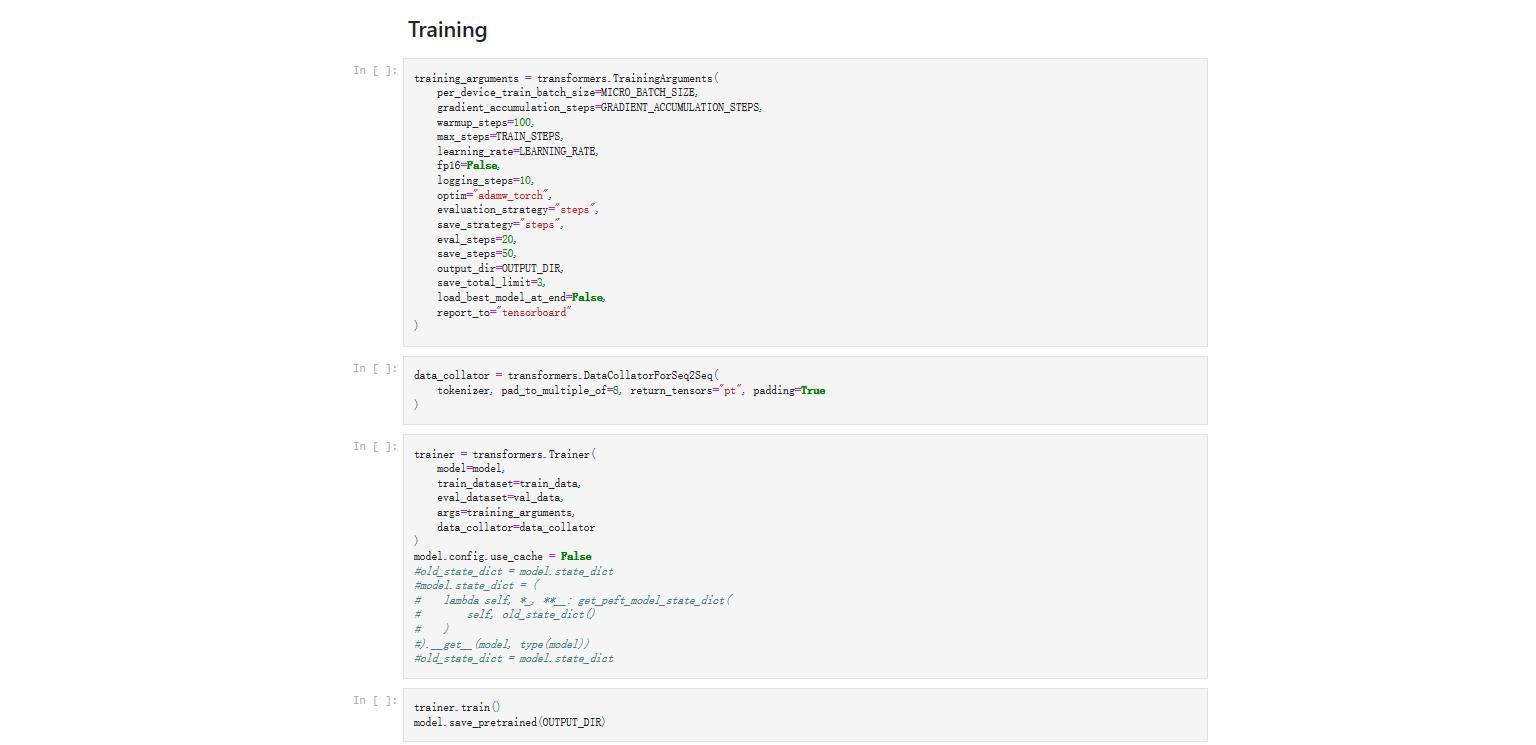 Training
In [ ]:
training_arguments = transformers.TrainingArguments(
    per_device_train_batch_size=MICRO_BATCH_SIZE,
    gradient_accumulation_steps=GRADIENT_ACCUMULATION_STEPS,
    warmup_steps=100,
    max_steps=TRAIN_STEPS,
    learning_rate=LEARNING_RATE,
    fp16=False,
    logging_steps=10,
    optim="adamw_torch",
    evaluation_strategy="steps",
    save_strategy="steps",
    eval_steps=20,
    save_steps=50,
    output_dir=OUTPUT_DIR,
    save_total_limit=3,
    load_best_model_at_end=False,
    report_to="tensorboard"
)
In [ ]:
data_collator = transformers.DataCollatorForSeq2Seq(
    tokenizer, pad_to_multiple_of=8, return_tensors="pt", padding=True
)
In [ ]:
trainer = transformers.Trainer(
    model=model,
    train_dataset=train_data,
    eval_dataset=val_data,
    args=training_arguments,
    data_collator=data_collator
)
model.config.use_cache = False
#old_state_dict = model.state_dict
#model.state_dict = (
#    lambda self, *_, **__: get_peft_model_state_dict(
#        self, old_state_dict()
#    )
#).__get__(model, type(model))
#old_state_dict = model.state_dict
In [ ]:
trainer.train()
model.save_pretrained(OUTPUT_DIR)